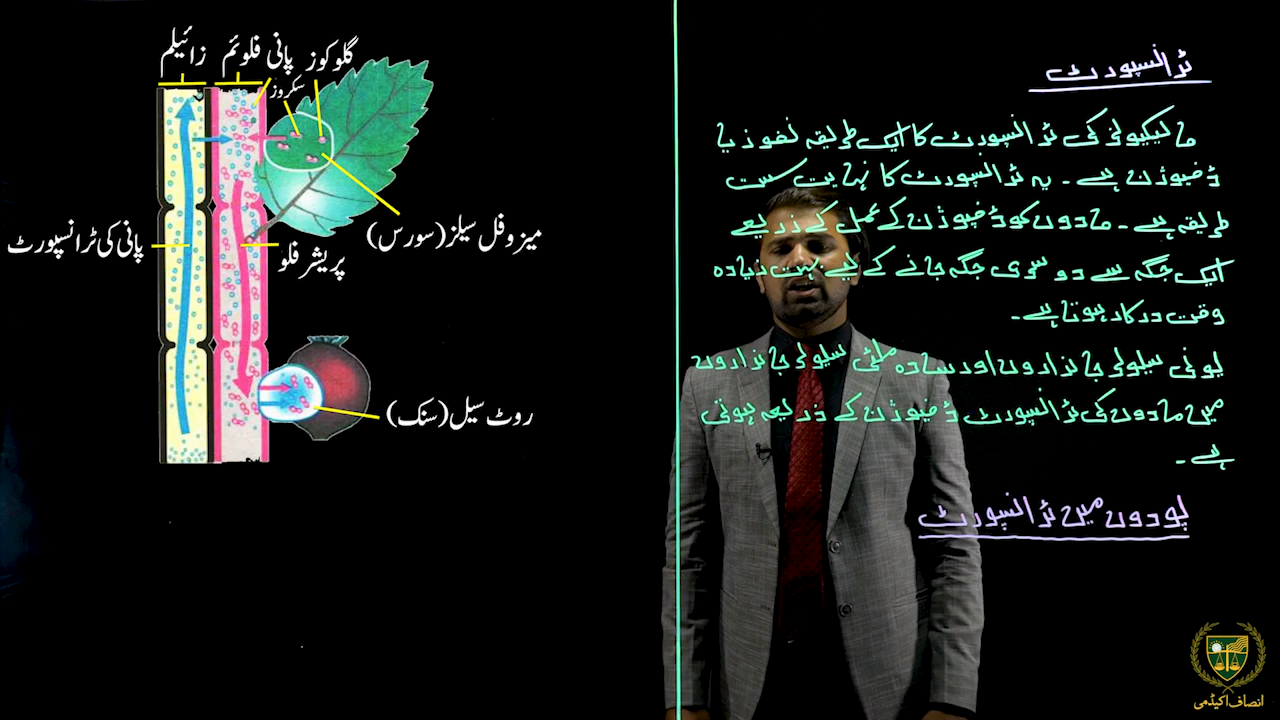 ٹرانسپورٹ
مالیکیولز کی ٹرانسپورٹ کا ایک طریقہ نفوذ یا
ڈفیوژن ہے۔ یہ ٹرانسپورٹ کا نہایت سست
طریقہ ہے۔ مادوں کو ڈفیوژن کے عمل کے ذریعے
ایک جگہ سے دوسری جگہ جانے کے لیے بہت زیادہ
وقت درکار ہوتا ہے۔
یونی سیلولر جانداروں اور سادہ ملٹی سیلولر جانداروں
میں مادوں کی ٹرانسپورٹ ڈفیوژن کے ذریعہ ہوتی
ہے۔
پودوں میں ٹرانسپورٹ
گلوکوز
پانی
فلوئم
زائیلم
سکروز
میزوفل سیلز (سورس)
پریشر فلو
پانی کی ٹرانسپورٹ
روٹ سیل (سنک)
انصاف اکیڈمی